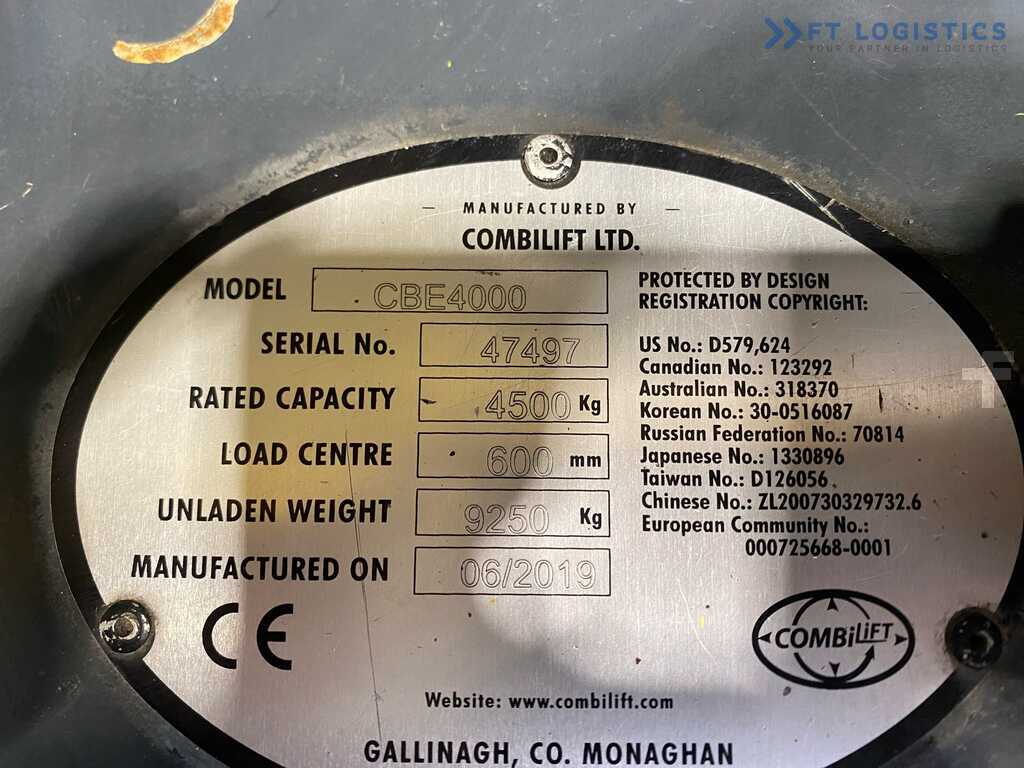 FT LOGISTICS
YOUR PARTNER IN LOGISTICS
MANUFACTURED BY
COMBILIFT LTD.
MODEL CBE4000
SERIAL No. 47497
RATED CAPACITY 4500 Kg
LOAD CENTRE 600 mm
UNLADEN WEIGHT 9250 Kg
MANUFACTURED ON 06/2019
PROTECTED BY DESIGN
REGISTRATION COPYRIGHT:
US No.: D579,624
Canadian No.: 123292
Australian No.: 318370
Korean No.: 30-0516087
Russian Federation No.: 70814
Japanese No.: 1330896
Taiwan No.: D126056
Chinese No.: ZL200730329732.6
European Community No.:
000725668-0001
CE
COMBiLiFT
Website: www.combilift.com
GALLINAGH, CO. MONAGHAN